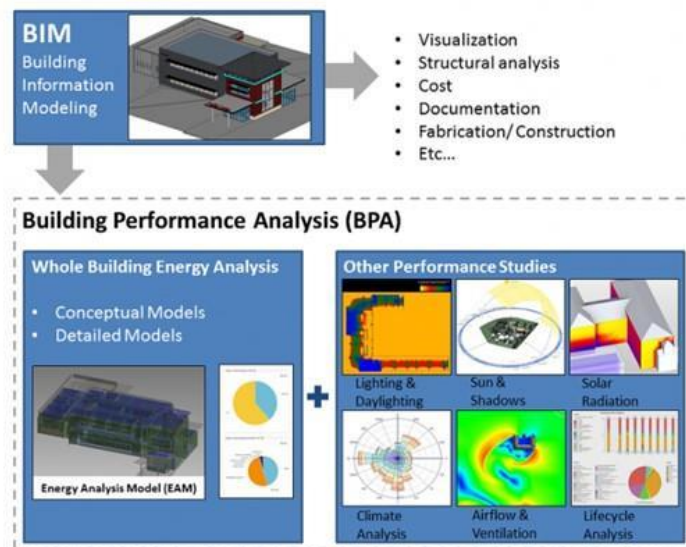 BIM
Building
Information
Modeling
• Visualization
• Structural analysis
• Cost
• Documentation
• Fabrication/ Construction
• Etc...
Building Performance Analysis (BPA)
Whole Building Energy Analysis
• Conceptual Models
• Detailed Models
Energy Analysis Model (EAM)
Other Performance Studies
Lighting &
Daylighting
Sun &
Shadows
Solar
Radiation
Climate
Analysis
Airflow &
Ventilation
Lifecycle
Analysis